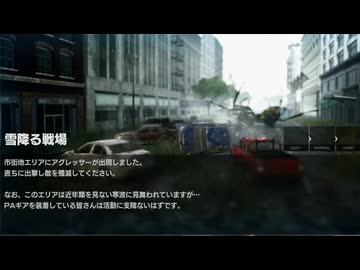 雪降る戦場
EASY
NORMAL
HARD
市街地エリアにアグレッサーが出現しました。
直ちに出撃し敵を殲滅してください。
なお、このエリアは近年類を見ない寒波に見舞われていますが…
PAギアを装着している皆さんは活動に支障ないはずです。